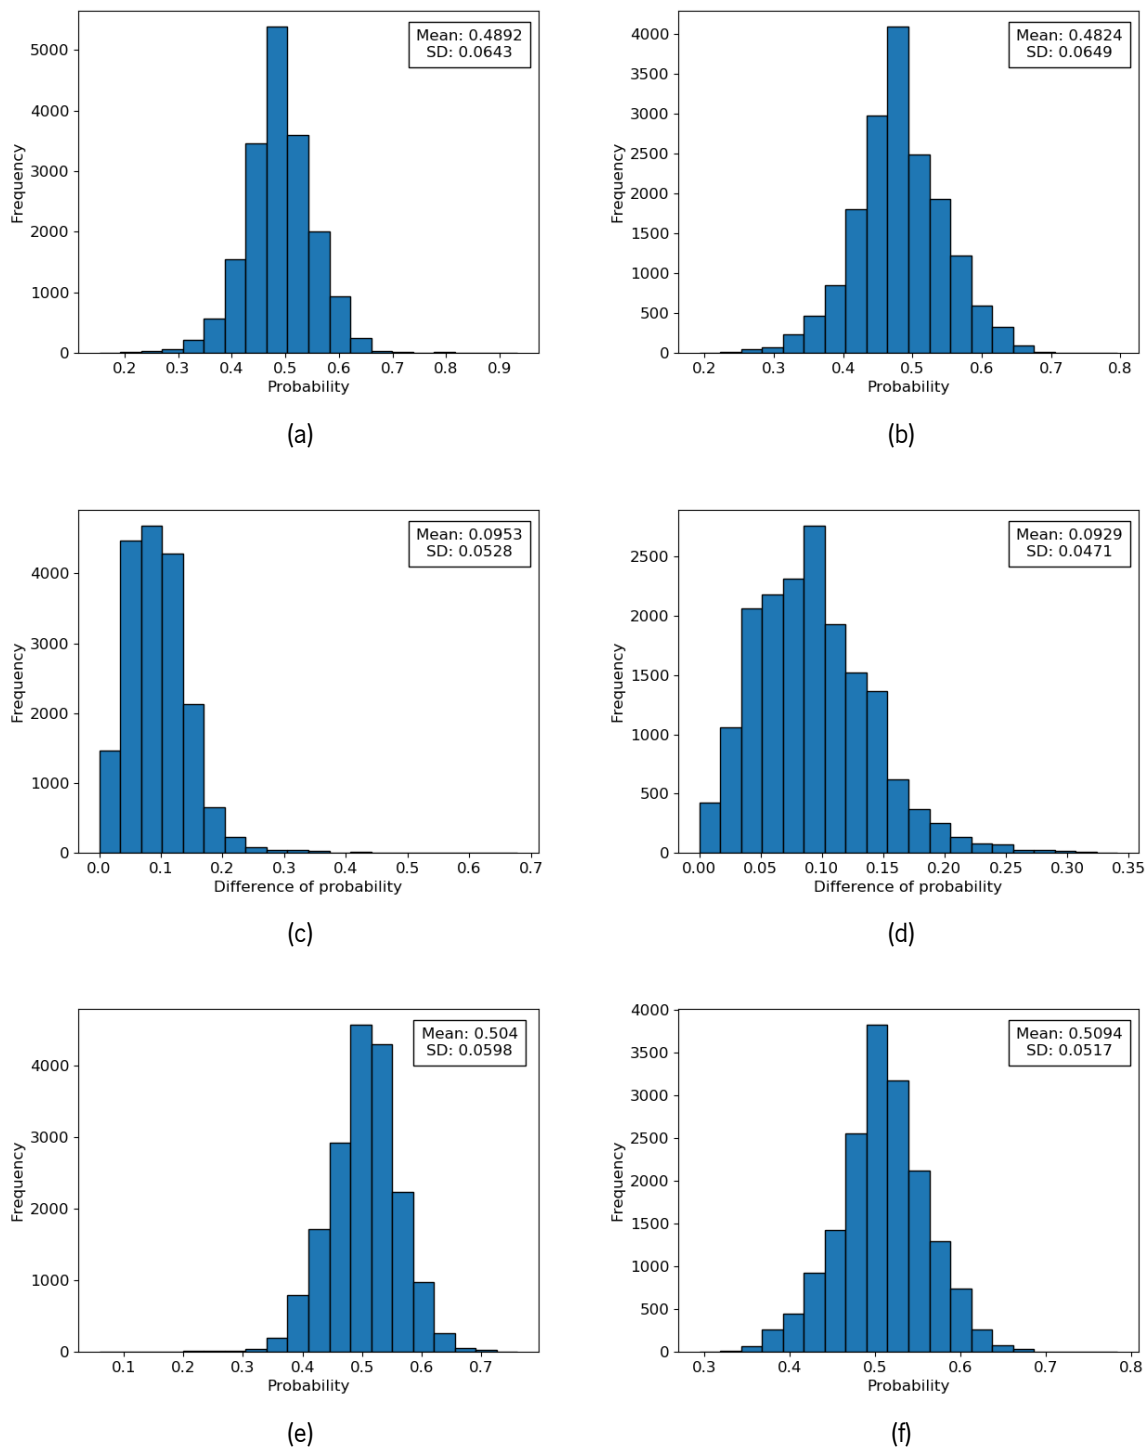 Mean: 0.4892
SD: 0.0643
5000
4000
3000
2000
1000
0
Frequency
0.2 0.3 0.4 0.5 0.6 0.7 0.8 0.9
Probability
(a)
Mean: 0.4824
SD: 0.0649
4000
3500
3000
2500
2000
1500
1000
500
0
Frequency
0.2 0.3 0.4 0.5 0.6 0.7 0.8
Probability
(b)
Mean: 0.0953
SD: 0.0528
4000
3000
2000
1000
0
Frequency
0.0 0.1 0.2 0.3 0.4 0.5 0.6 0.7
Difference of probability
(c)
Mean: 0.0929
SD: 0.0471
2500
2000
1500
1000
500
0
Frequency
0.00 0.05 0.10 0.15 0.20 0.25 0.30 0.35
Difference of probability
(d)
Mean: 0.504
SD: 0.0598
4000
3000
2000
1000
0
Frequency
0.1 0.2 0.3 0.4 0.5 0.6 0.7
Probability
(e)
Mean: 0.5094
SD: 0.0517
4000
3500
3000
2500
2000
1500
1000
500
0
Frequency
0.3 0.4 0.5 0.6 0.7 0.8
Probability
(f)